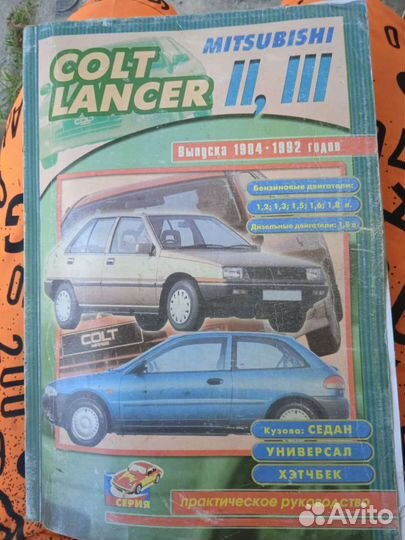 MITSUBISHI
COLT
LANCER
II, III
Выпуска 1984-1992 годов
Бензиновые двигатели:
1,2; 1,3; 1,5; 1,6; 1,8 л.
Дизельные двигатели: 1,8 л.
COLT
Кузова: СЕДАН
УНИВЕРСАЛ
ХЭТЧБЕК
СЕРИЯ
практическое руководство
Avito